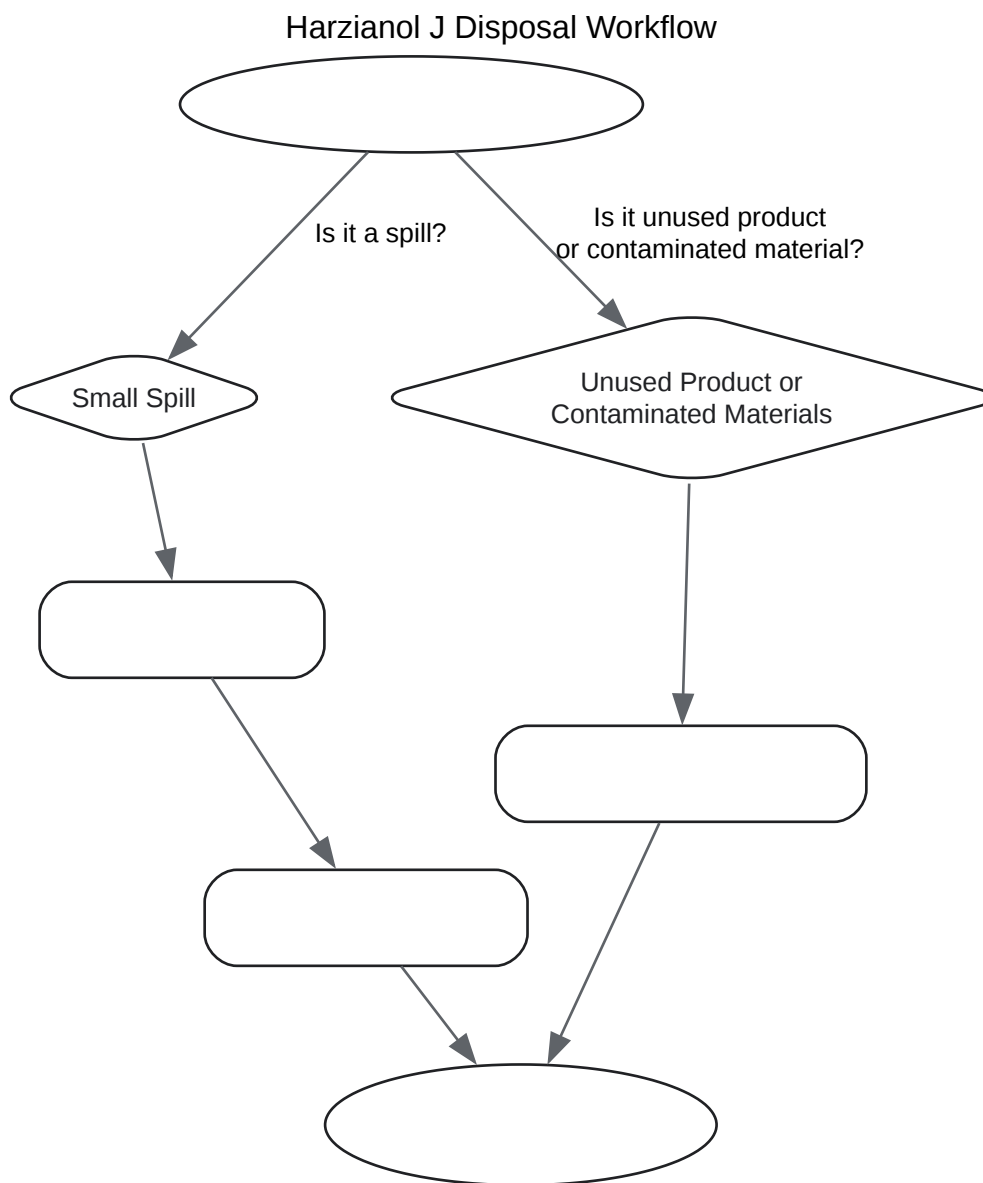 Harzianol J Disposal Workflow
Is it a spill?
Is it unused product
or contaminated material?
Small Spill
Unused Product or
Contaminated Materials